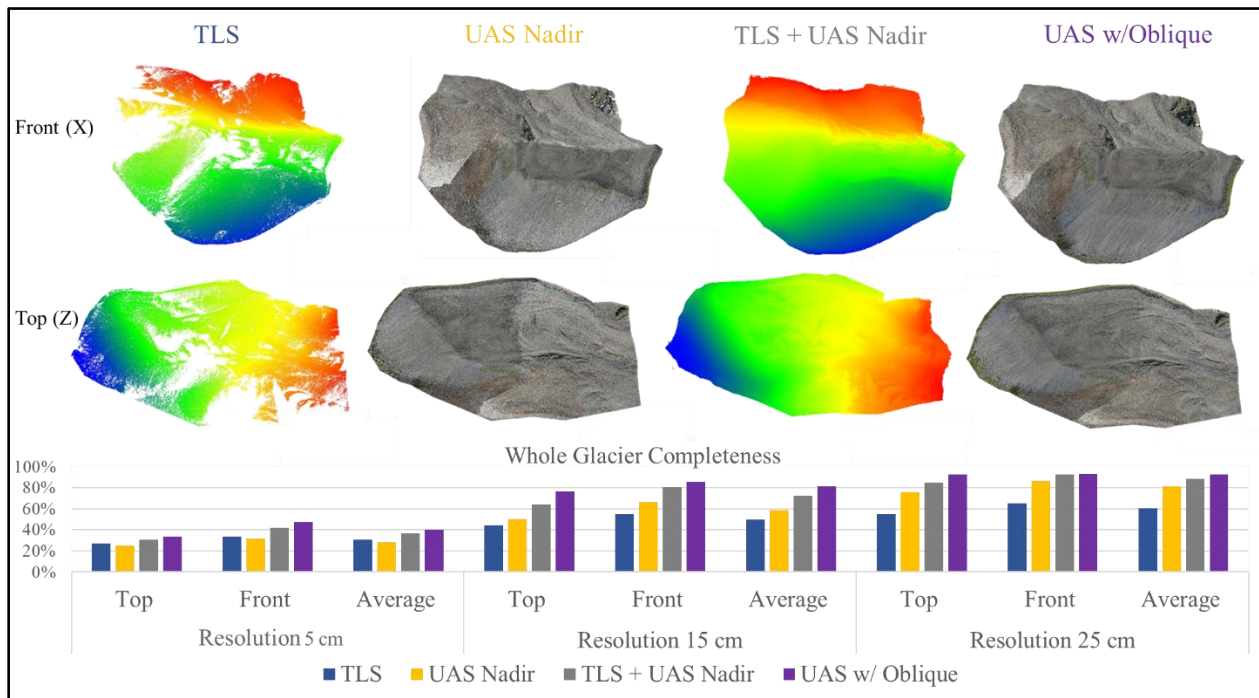 TLS
UAS Nadir
TLS + UAS Nadir
UAS w/Oblique
Front (X)
Top (Z)
Whole Glacier Completeness
100%
80%
60%
40%
20%
0%
Top
Front
Average
Top
Front
Average
Top
Front
Average
Resolution 5 cm
Resolution 15 cm
Resolution 25 cm
TLS
UAS Nadir
TLS + UAS Nadir
UAS w/ Oblique